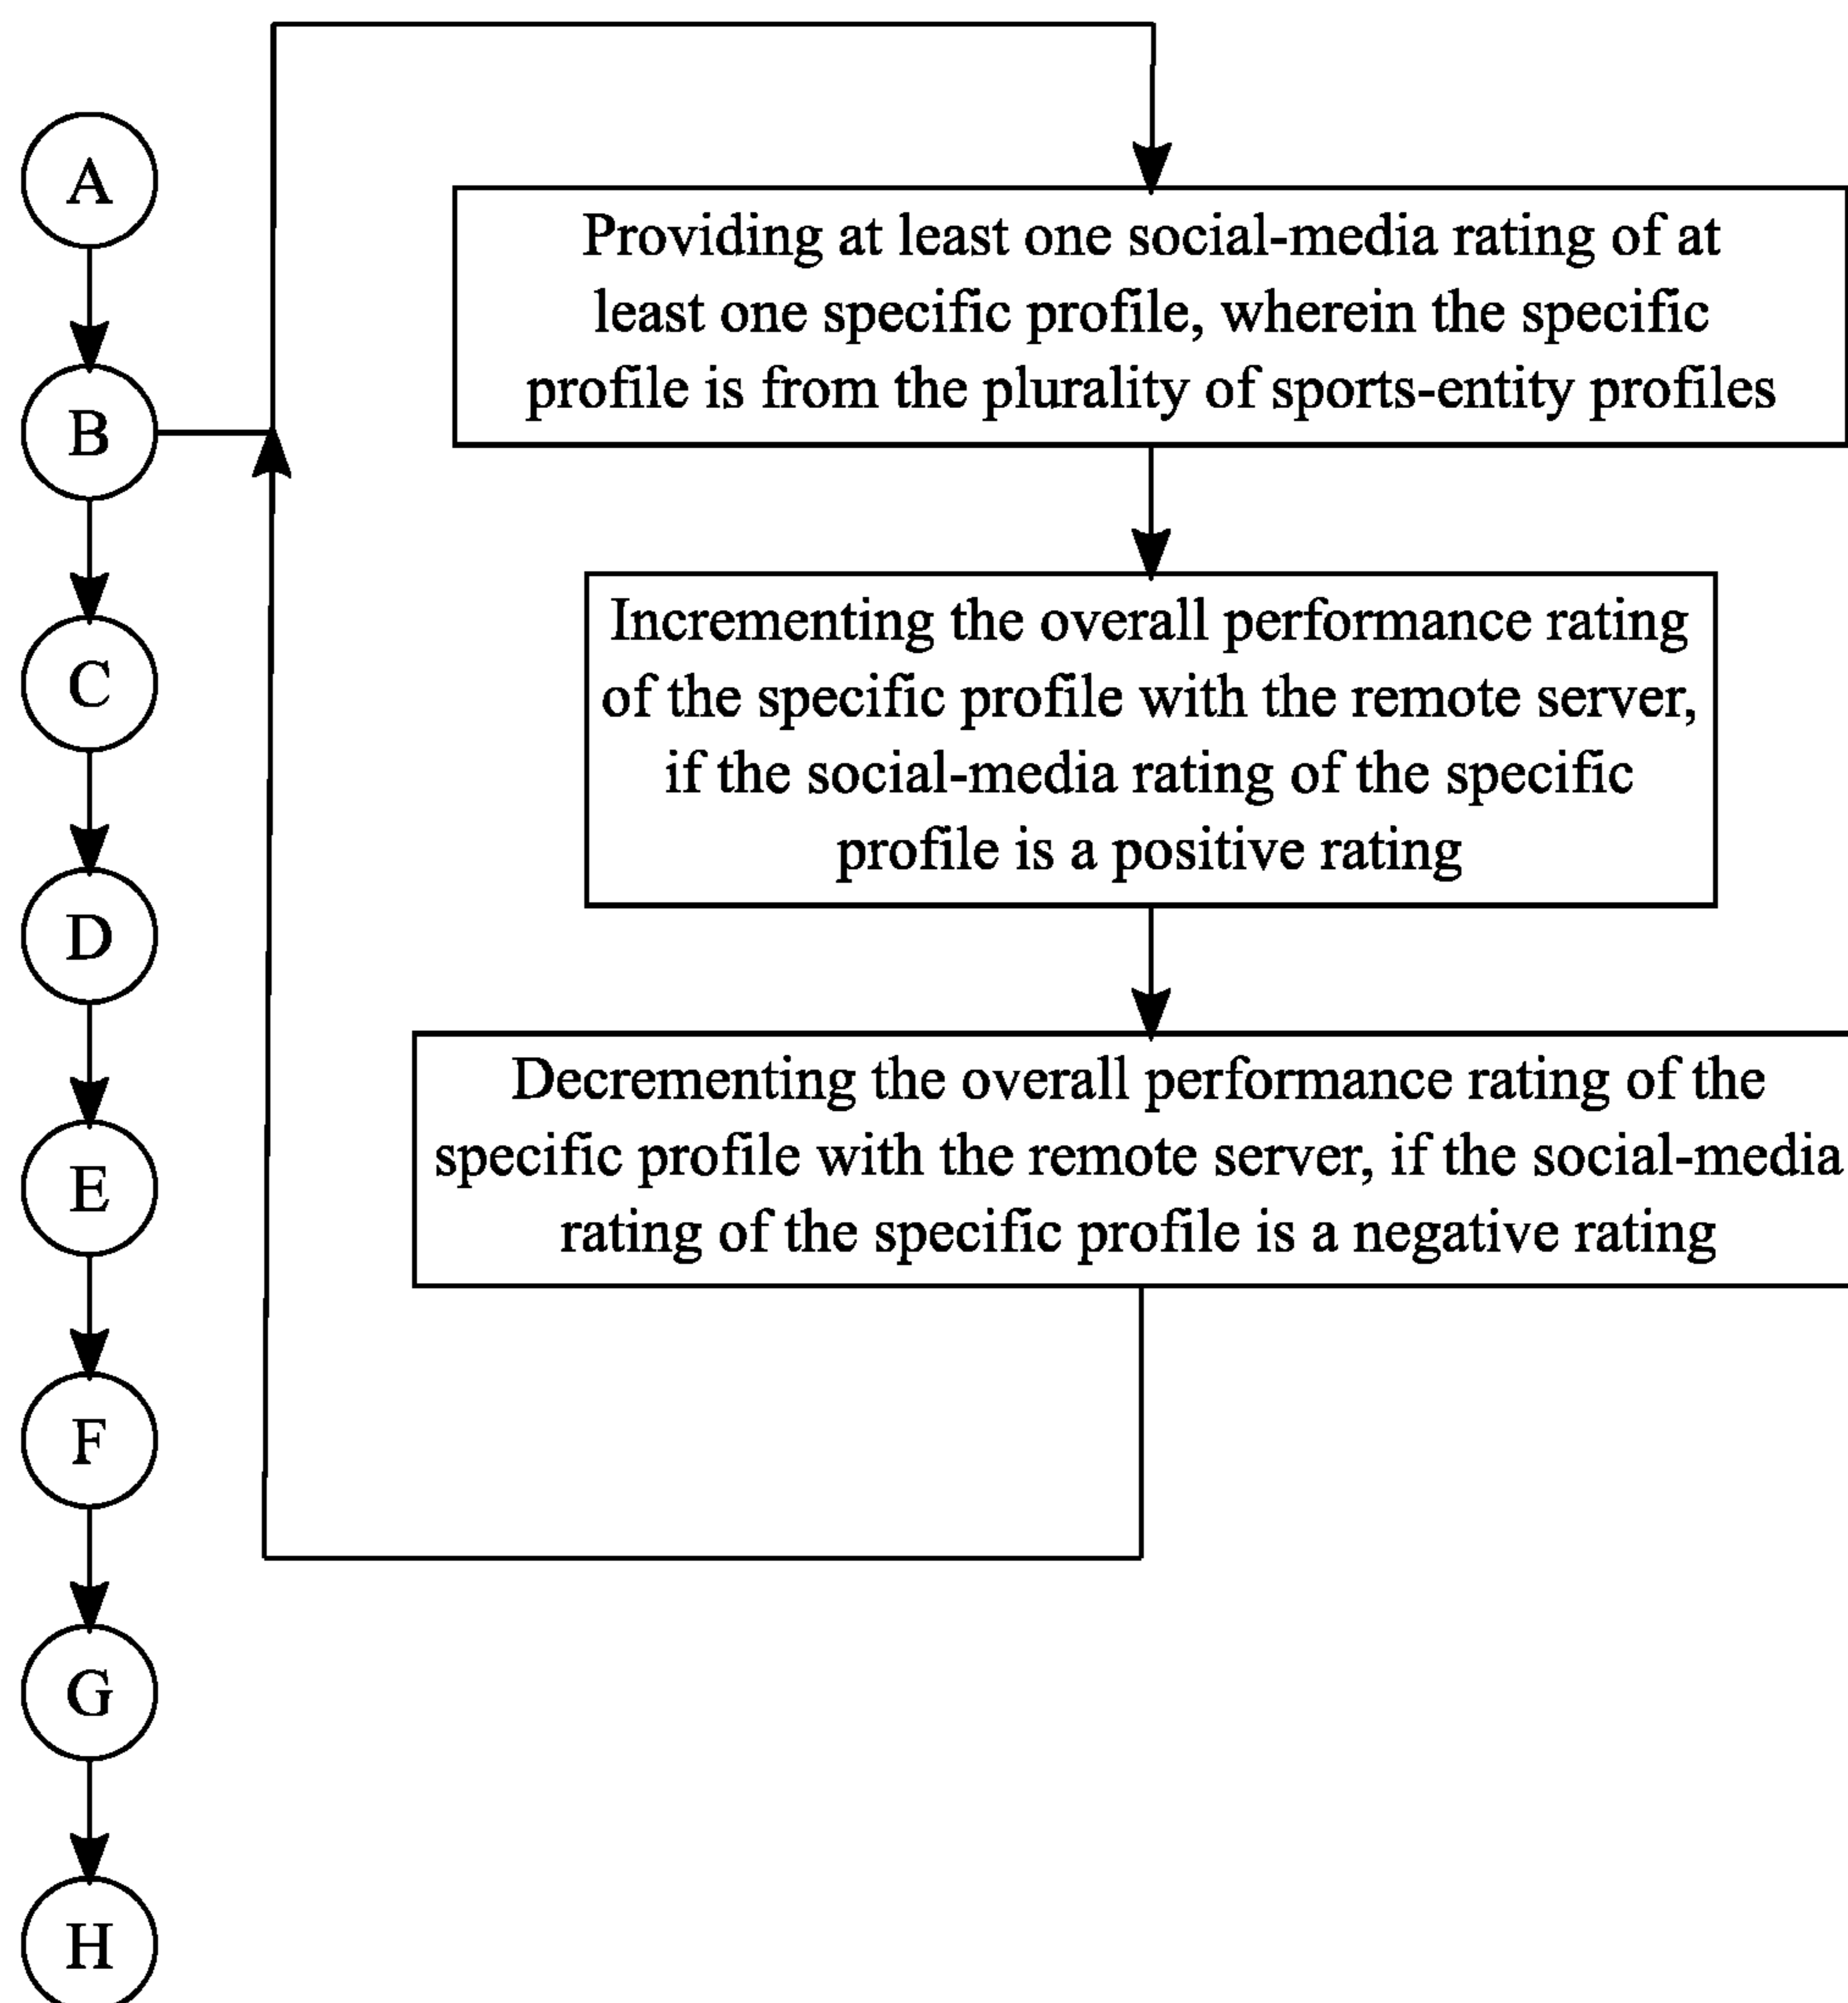 A
B
C
D
E
F
G
H
Providing at least one social-media rating of at
least one specific profile, wherein the specific
profile is from the plurality of sports-entity profiles
Incrementing the overall performance rating
of the specific profile with the remote server,
if the social-media rating of the specific
profile is a positive rating
Decrementing the overall performance rating of the
specific profile with the remote server, if the social-media
rating of the specific profile is a negative rating